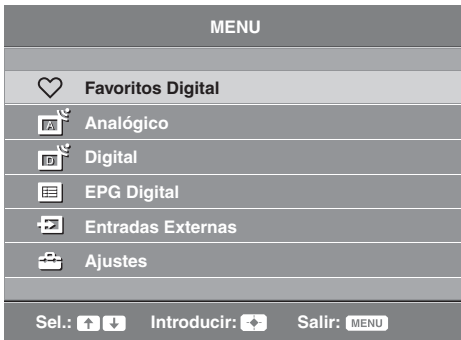 MENU
Favoritos Digital
A Analógico
D Digital
EPG Digital
Entradas Externas
Ajustes
Sel.: Introducir: Salir: MENU